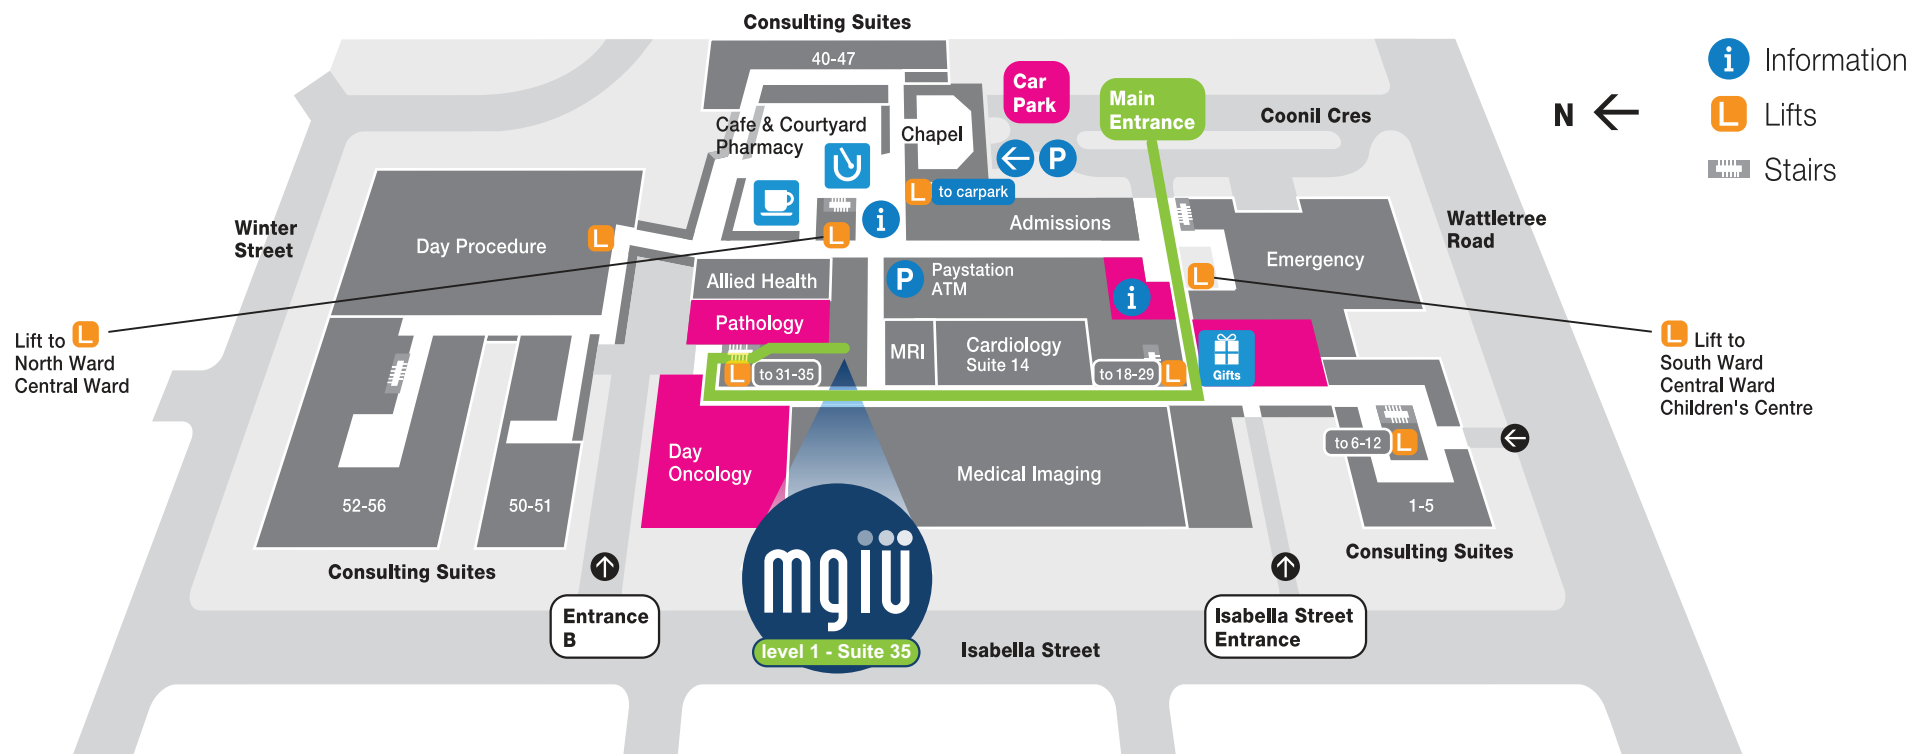 Consulting Suites
40-47
Cafe & Courtyard
Pharmacy
Chapel
Car
Park
Main
Entrance
Coonil Cres
N
i Information
L Lifts
Stairs
P
L to carpark
i
Admissions
Winter
Street
Day Procedure
L
L
Wattletree
Road
Emergency
L
Allied Health
P Paystation
ATM
i
Pathology
Lift to L
North Ward
Central Ward
MRI
Cardiology
Suite 14
L to 31-35
to 18-29 L
Gifts
L Lift to
South Ward
Central Ward
Children's Centre
to 6-12 L
Day
Oncology
Medical Imaging
52-56
50-51
1-5
Consulting Suites
Consulting Suites
mgiu
level 1 - Suite 35
Entrance
B
Isabella Street
Isabella Street
Entrance